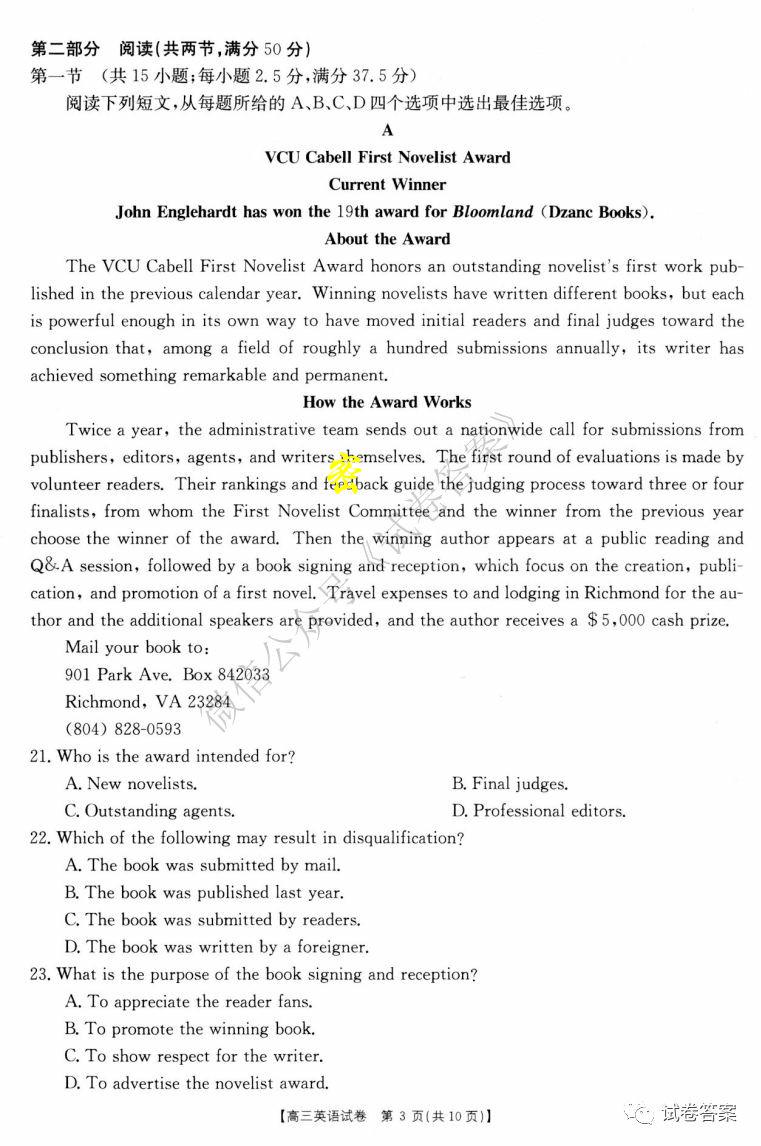 第二部分 阅读(共两节,满分50分)
第一节 (共15小题;每小题2.5分,满分37.5分)
阅读下列短文,从每题所给的A、B、C、D四个选项中选出最佳选项。
A
VCU Cabell First Novelist Award
Current Winner
John Englehardt has won the 19th award for Bloomland (Dzanc Books).
About the Award
The VCU Cabell First Novelist Award honors an outstanding novelist's first work pub-
lished in the previous calendar year. Winning novelists have written different books, but each
is powerful enough in its own way to have moved initial readers and final judges toward the
conclusion that, among a field of roughly a hundred submissions annually, its writer has
achieved something remarkable and permanent.
How the Award Works
Twice a year, the administrative team sends out a nationwide call for submissions from
publishers, editors, agents, and writers themselves. The first round of evaluations is made by
volunteer readers. Their rankings and feedback guide the judging process toward three or four
finalists, from whom the First Novelist Committee and the winner from the previous year
choose the winner of the award. Then the winning author appears at a public reading and
Q&A session, followed by a book signing and reception, which focus on the creation, publi-
cation, and promotion of a first novel. Travel expenses to and lodging in Richmond for the au-
thor and the additional speakers are provided, and the author receives a $5,000 cash prize.
Mail your book to:
901 Park Ave. Box 842033
Richmond, VA 23284
(804) 828-0593
21. Who is the award intended for?
A. New novelists. B. Final judges.
C. Outstanding agents. D. Professional editors.
22. Which of the following may result in disqualification?
A. The book was submitted by mail.
B. The book was published last year.
C. The book was submitted by readers.
D. The book was written by a foreigner.
23. What is the purpose of the book signing and reception?
A. To appreciate the reader fans.
B. To promote the winning book.
C. To show respect for the writer.
D. To advertise the novelist award.
【高三英语试卷 第3页(共10页)】
试卷答案
微信公众号《试卷答案》
密